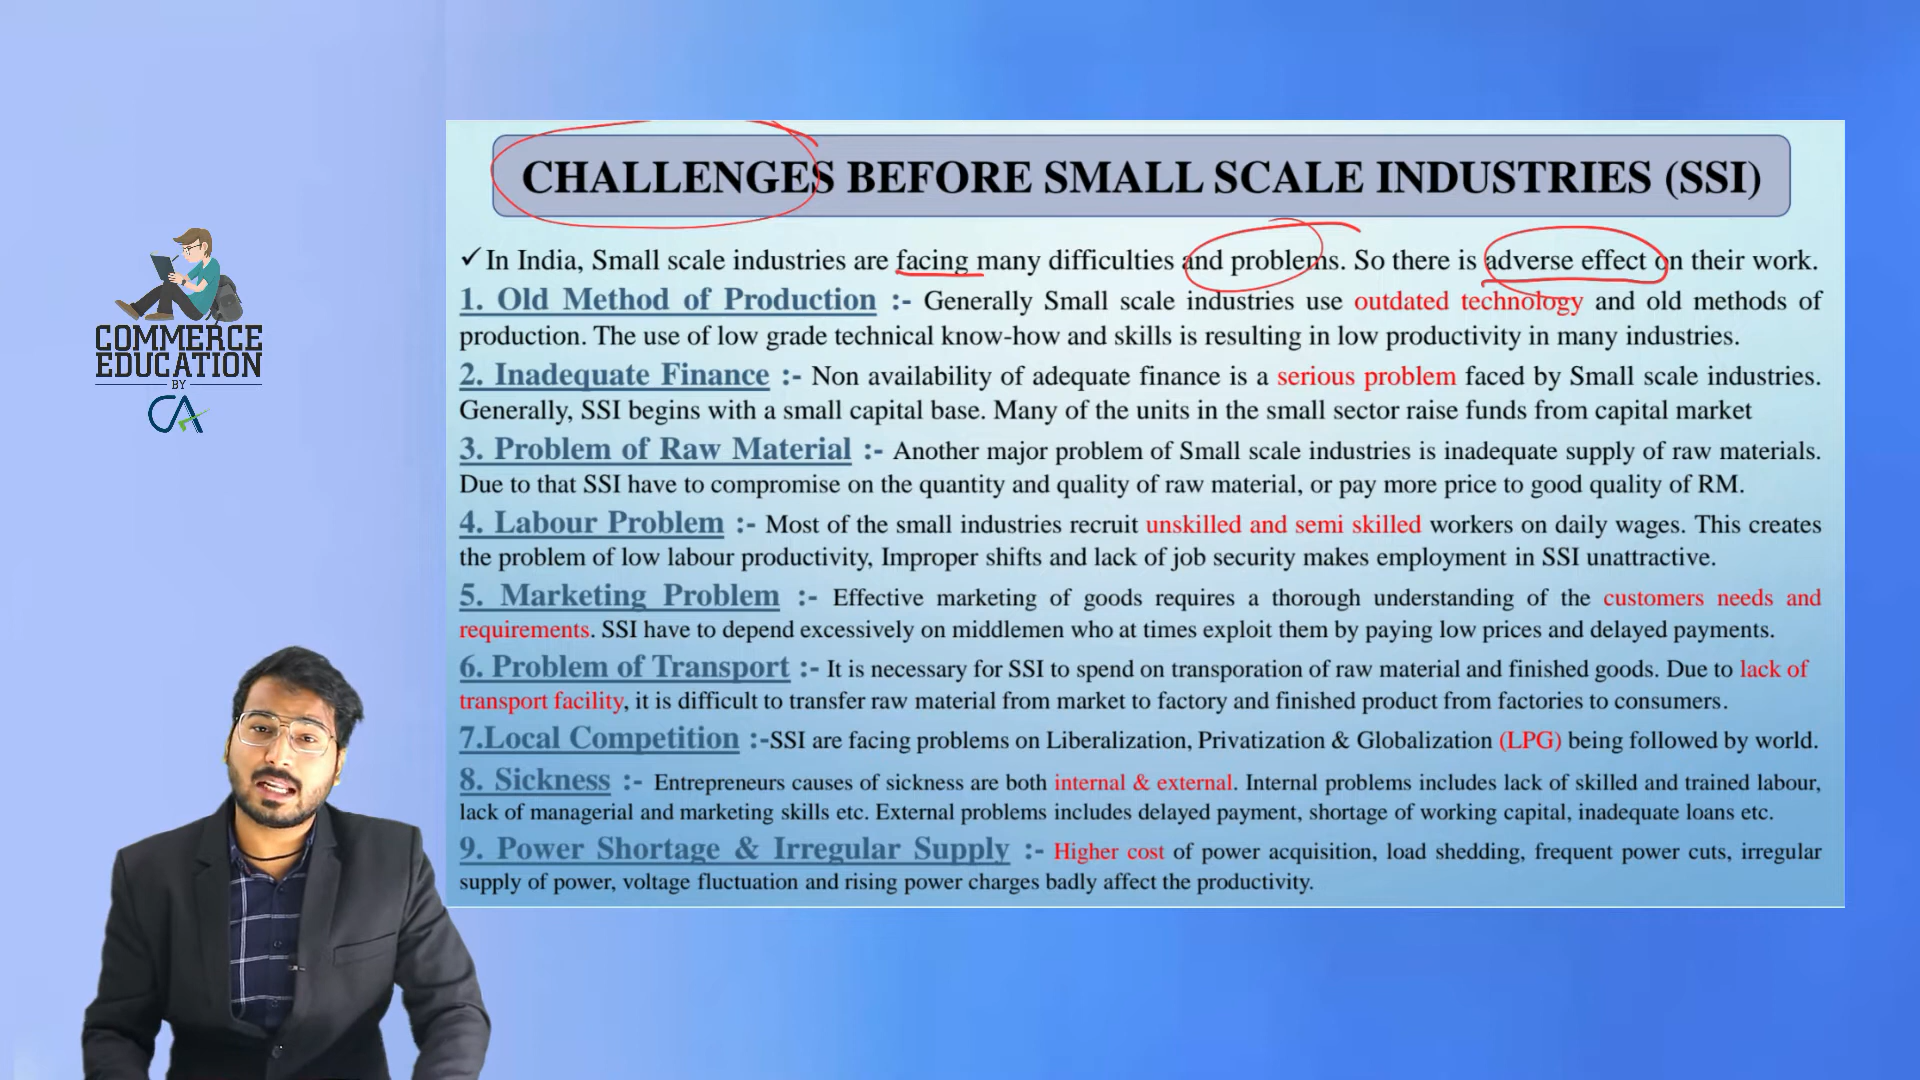 CHALLENGES BEFORE SMALL SCALE INDUSTRIES (SSI)
✓In India, Small scale industries are facing many difficulties and problems. So there is adverse effect on their work.
1. Old Method of Production :- Generally Small scale industries use outdated technology and old methods of
production. The use of low grade technical know-how and skills is resulting in low productivity in many industries.
2. Inadequate Finance :- Non availability of adequate finance is a serious problem faced by Small scale industries.
Generally, SSI begins with a small capital base. Many of the units in the small sector raise funds from capital market
3. Problem of Raw Material :- Another major problem of Small scale industries is inadequate supply of raw materials.
Due to that SSI have to compromise on the quantity and quality of raw material, or pay more price to good quality of RM.
4. Labour Problem :- Most of the small industries recruit unskilled and semi skilled workers on daily wages. This creates
the problem of low labour productivity, Improper shifts and lack of job security makes employment in SSI unattractive.
5. Marketing Problem :- Effective marketing of goods requires a thorough understanding of the customers needs and
requirements. SSI have to depend excessively on middlemen who at times exploit them by paying low prices and delayed payments.
6. Problem of Transport :- It is necessary for SSI to spend on transporation of raw material and finished goods. Due to lack of
transport facility, it is difficult to transfer raw material from market to factory and finished product from factories to consumers.
7.Local Competition :-SSI are facing problems on Liberalization, Privatization & Globalization (LPG) being followed by world.
8. Sickness :- Entrepreneurs causes of sickness are both internal & external. Internal problems includes lack of skilled and trained labour,
lack of managerial and marketing skills etc. External problems includes delayed payment, shortage of working capital, inadequate loans etc.
9. Power Shortage & Irregular Supply :- Higher cost of power acquisition, load shedding, frequent power cuts, irregular
supply of power, voltage fluctuation and rising power charges badly affect the productivity.
COMMERCE
EDUCATION
BY
CA